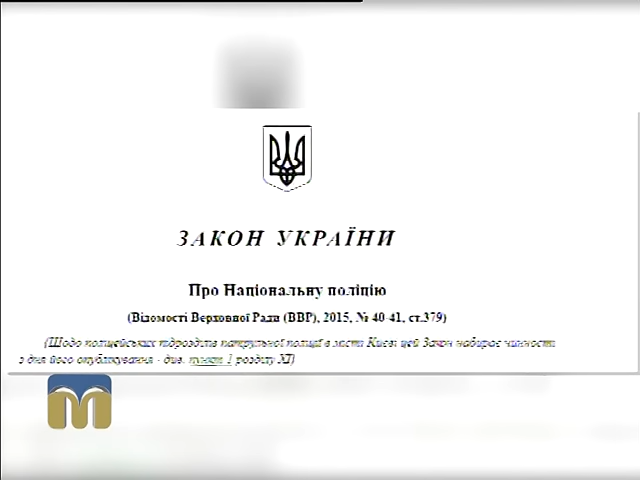 ЗАКОН УКРАЇНИ
Про Національну поліцію
(Відомості Верховної Ради (ВВР), 2015, № 40-41, ст.379)
(Щодо поліцейських підрозділів патрульної поліції в місті Києві цей Закон набирає чинності
з дня його опублікування - див. пункт 1 розділу XI)